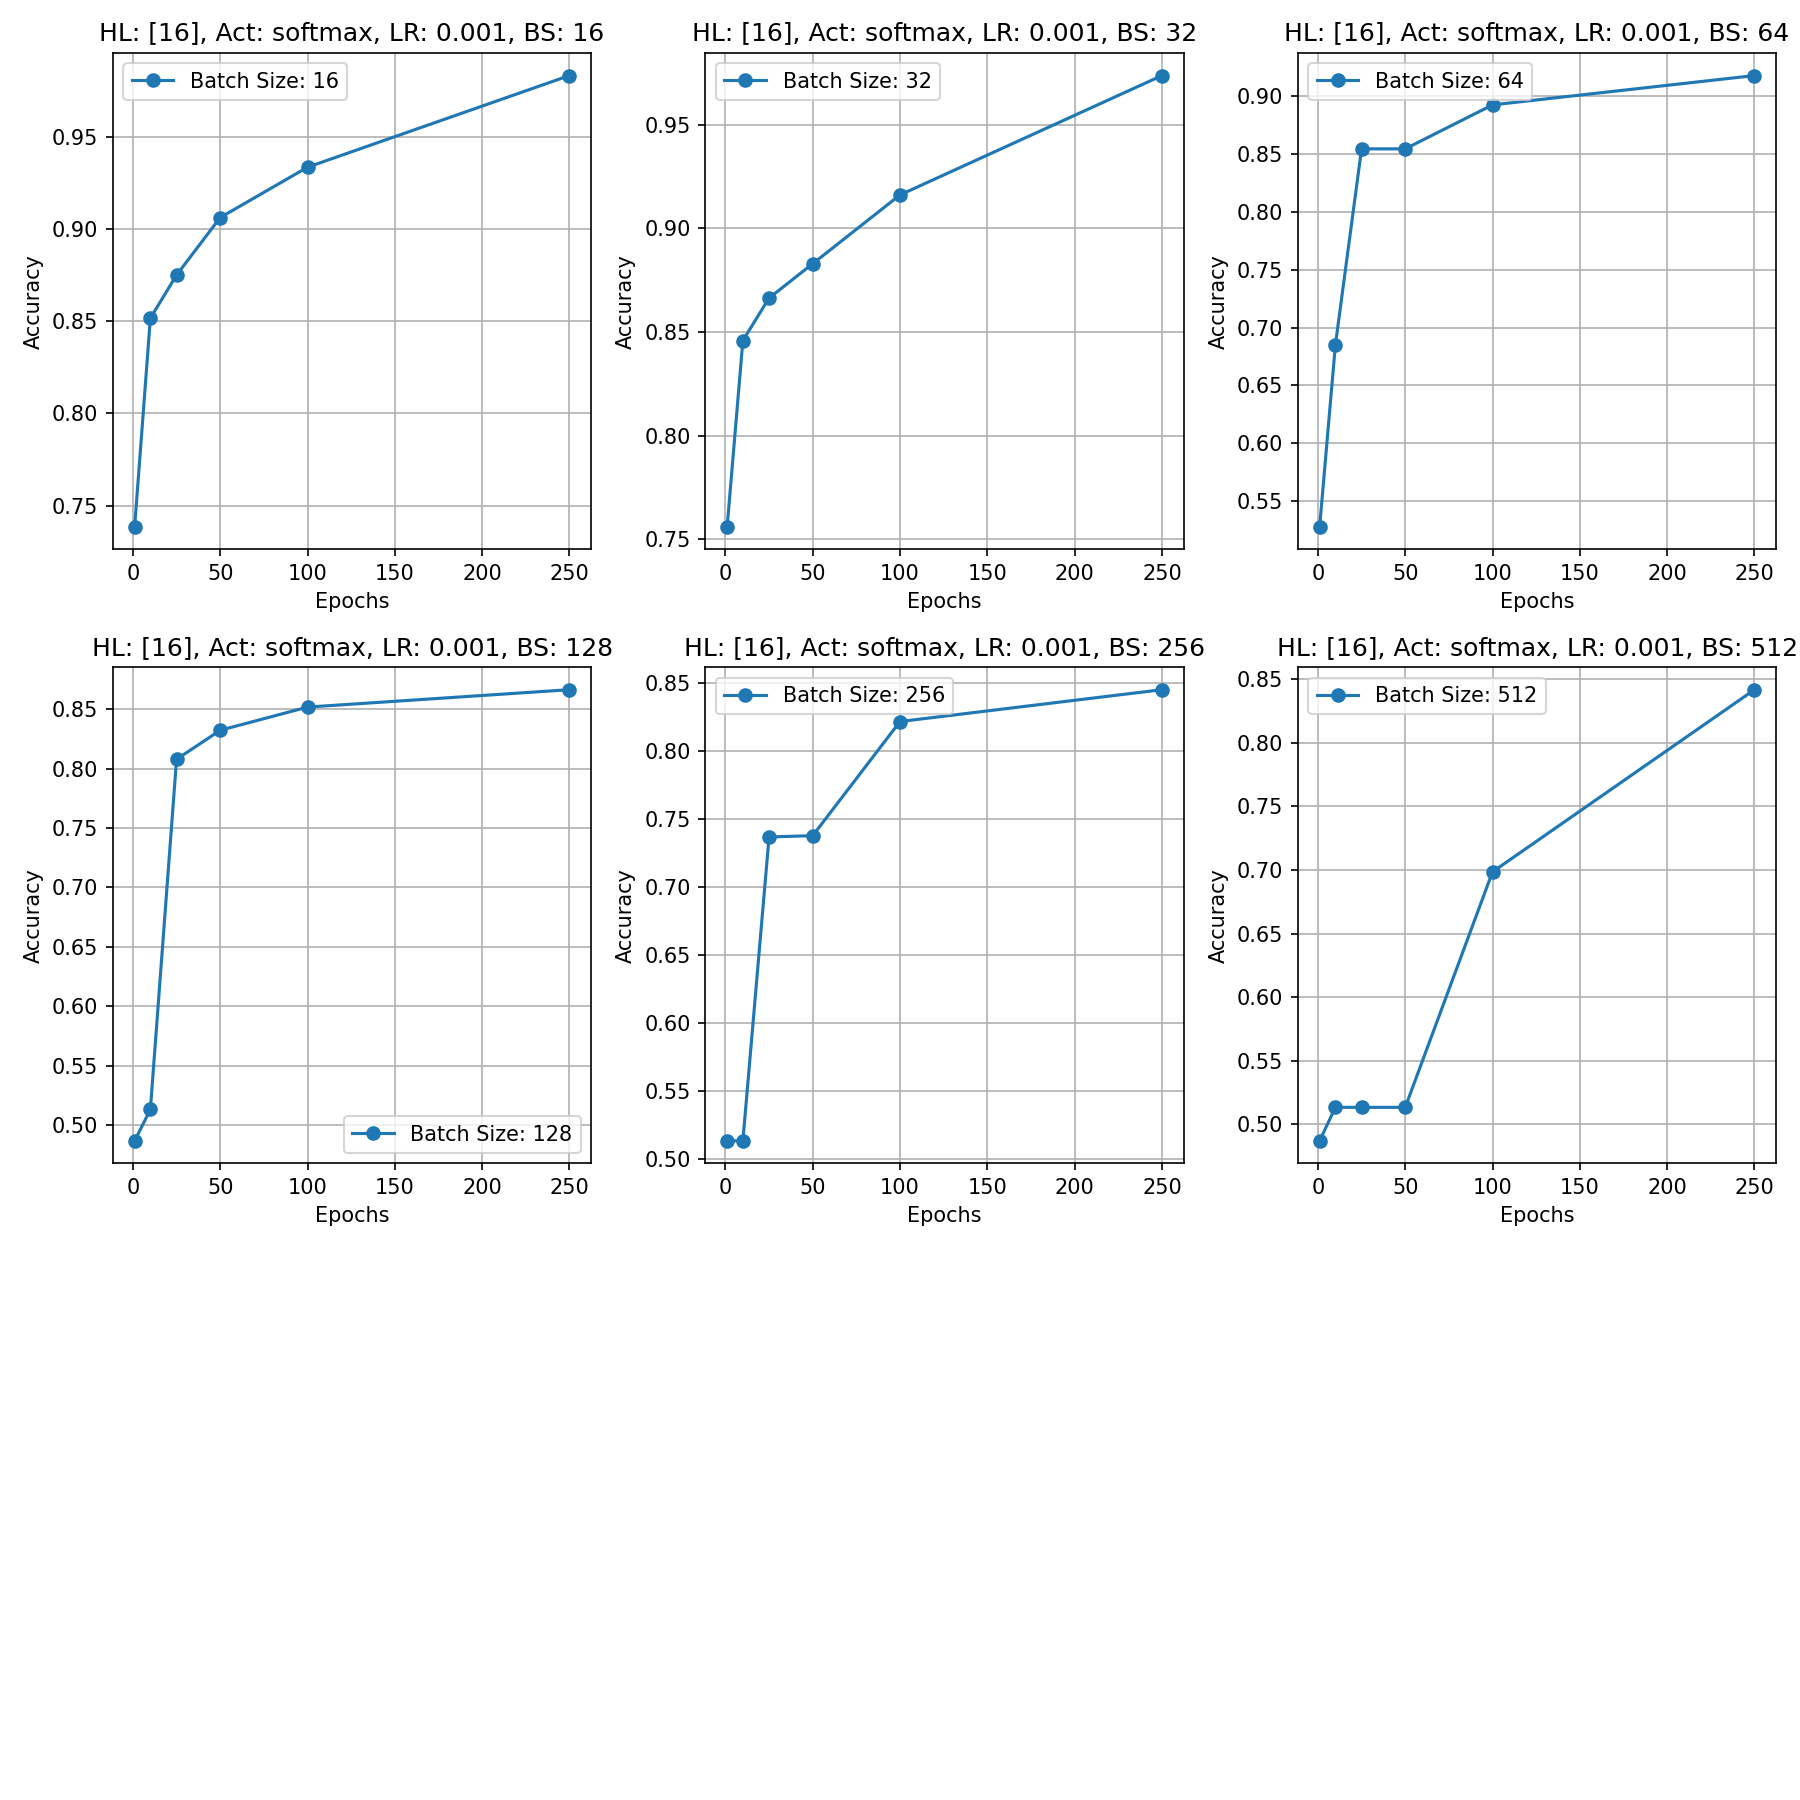 HL: [16], Act: softmax, LR: 0.001, BS: 16
Batch Size: 16
0.95
0.90
0.85
0.80
0.75
Accuracy
0 50 100 150 200 250
Epochs
HL: [16], Act: softmax, LR: 0.001, BS: 32
Batch Size: 32
0.95
0.90
0.85
0.80
0.75
Accuracy
0 50 100 150 200 250
Epochs
HL: [16], Act: softmax, LR: 0.001, BS: 64
Batch Size: 64
0.90
0.85
0.80
0.75
0.70
0.65
0.60
0.55
Accuracy
0 50 100 150 200 250
Epochs
HL: [16], Act: softmax, LR: 0.001, BS: 128
0.85
0.80
0.75
0.70
0.65
0.60
0.55
0.50
Accuracy
Batch Size: 128
0 50 100 150 200 250
Epochs
HL: [16], Act: softmax, LR: 0.001, BS: 256
Batch Size: 256
0.85
0.80
0.75
0.70
0.65
0.60
0.55
0.50
Accuracy
0 50 100 150 200 250
Epochs
HL: [16], Act: softmax, LR: 0.001, BS: 512
Batch Size: 512
0.85
0.80
0.75
0.70
0.65
0.60
0.55
0.50
Accuracy
0 50 100 150 200 250
Epochs